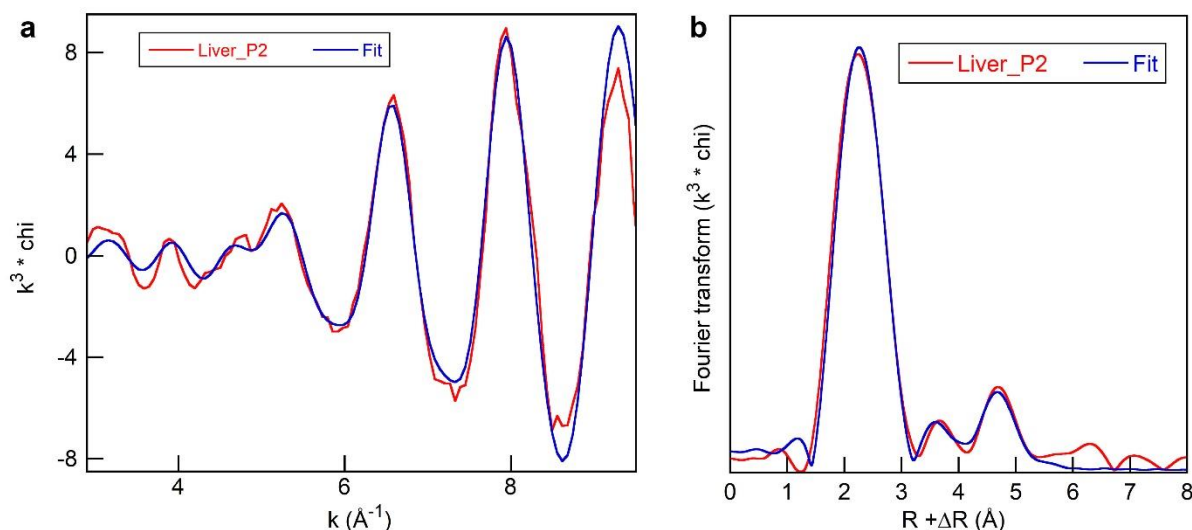 a
Liver_P2 Fit
8
4
0
-4
-8
4 6 8
k³ * chi
k (Å⁻¹)
b
Liver_P2 Fit
Fourier transform (k³ * chi)
0 1 2 3 4 5 6 7 8
R +ΔR (Å)